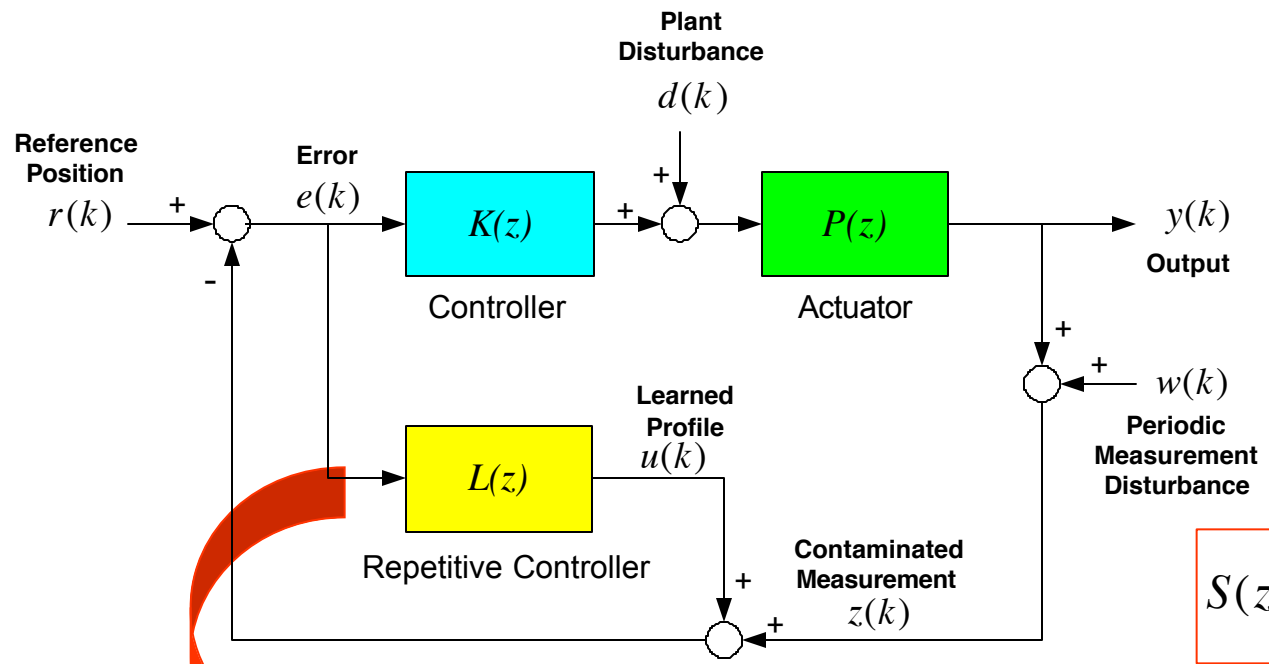 Plant
Disturbance
d(k)
Reference
Position
r(k)
+
-
Error
e(k)
K(z)
Controller
+
+
P(z)
Actuator
y(k)
Output
+
+
w(k)
Periodic
Measurement
Disturbance
Learned
Profile
u(k)
L(z)
Repetitive Controller
+
+
Contaminated
Measurement
z(k)
S(z